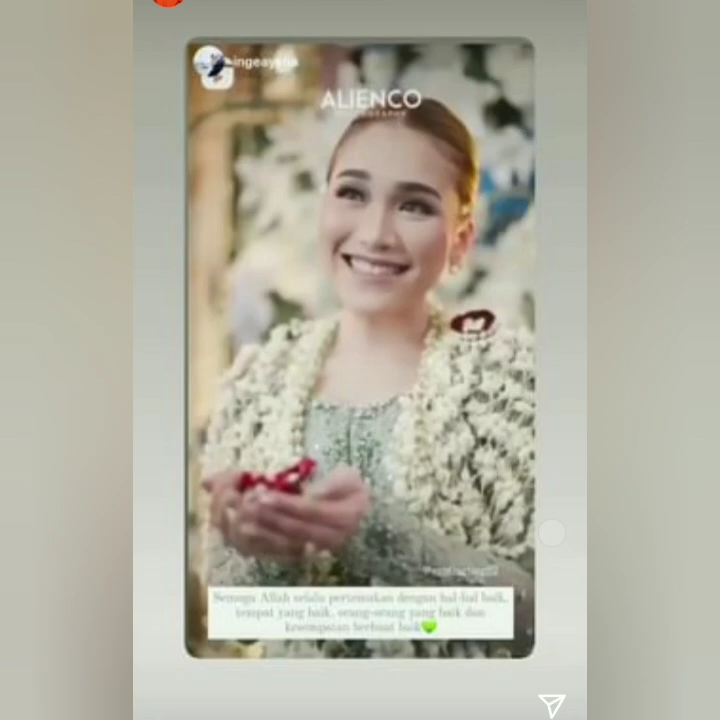 ALIENCO
Semoga Allah selalu pertemukan dengan hal-hal baik,
tempat yang baik, orang-orang yang baik dan
kesempatan berbuat baik💚